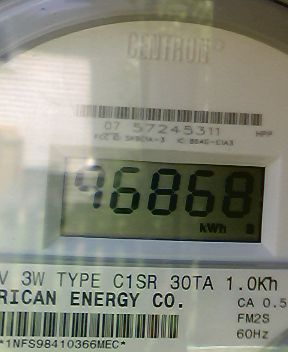 CENTRON
07 57245311 HPP
96868
kWh
V 3W TYPE C1SR 30TA 1.0Kh
RICAN ENERGY CO.
CA 0.5
FM2S
60Hz
*1NFS98410366MEC*